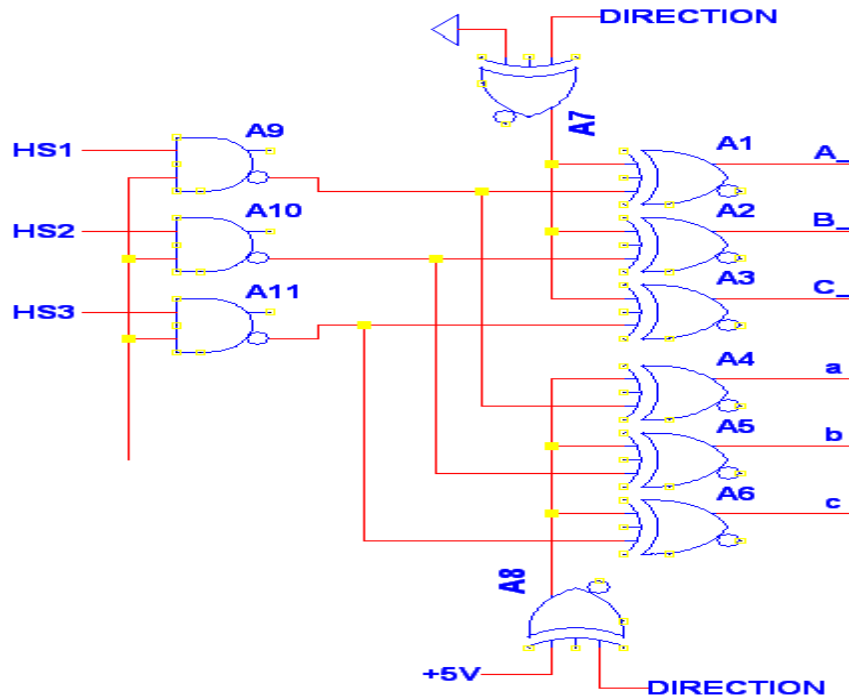 DIRECTION
A7
HS1
A9
A1
A_
HS2
A10
A2
B_
HS3
A11
A3
C_
A4
a
A5
b
A6
c
A8
+5V
DIRECTION